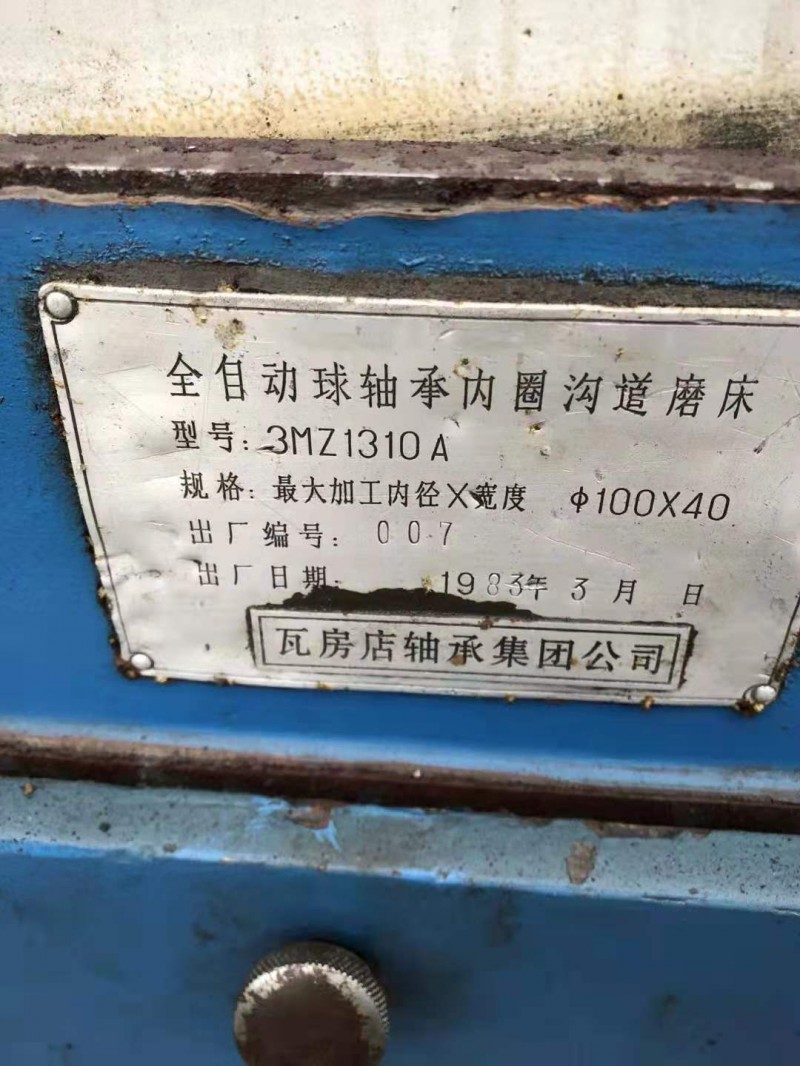 全自动球轴承内圈沟道磨床
型号: 3MZ1310A
规格: 最大加工内径X宽度 Φ100X40
出厂编号: 007
出厂日期: 1983年 3月 日
瓦房店轴承集团公司